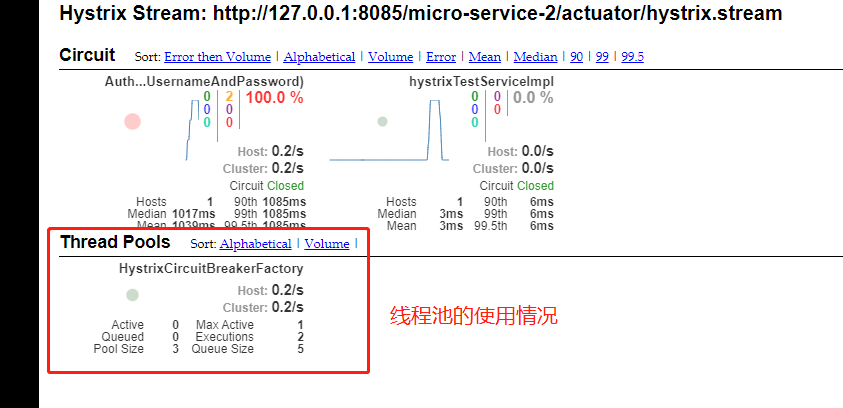 Hystrix Stream: http://127.0.0.1:8085/micro-service-2/actuator/hystrix.stream
Circuit Sort: Error then Volume | Alphabetical | Volume | Error | Mean | Median | 90 | 99 | 99.5
Auth...UsernameAndPassword) hystrixTestServiceImpl
0 2 100.0 % 0 0 0.0 %
0 0 0 0
0 0 0
Host: 0.2/s Host: 0.0/s
Cluster: 0.2/s Cluster: 0.0/s
Circuit Closed Circuit Closed
Hosts 1 90th 1085ms Hosts 1 90th 6ms
Median 1017ms 99th 1085ms Median 3ms 99th 6ms
Mean 1039ms 99.5th 1085ms Mean 3ms 99.5th 6ms
Thread Pools Sort: Alphabetical | Volume |
HystrixCircuitBreakerFactory
Host: 0.2/s
Cluster: 0.2/s
线程池的使用情况
Active 0 Max Active 1
Queued 0 Executions 2
Pool Size 3 Queue Size 5